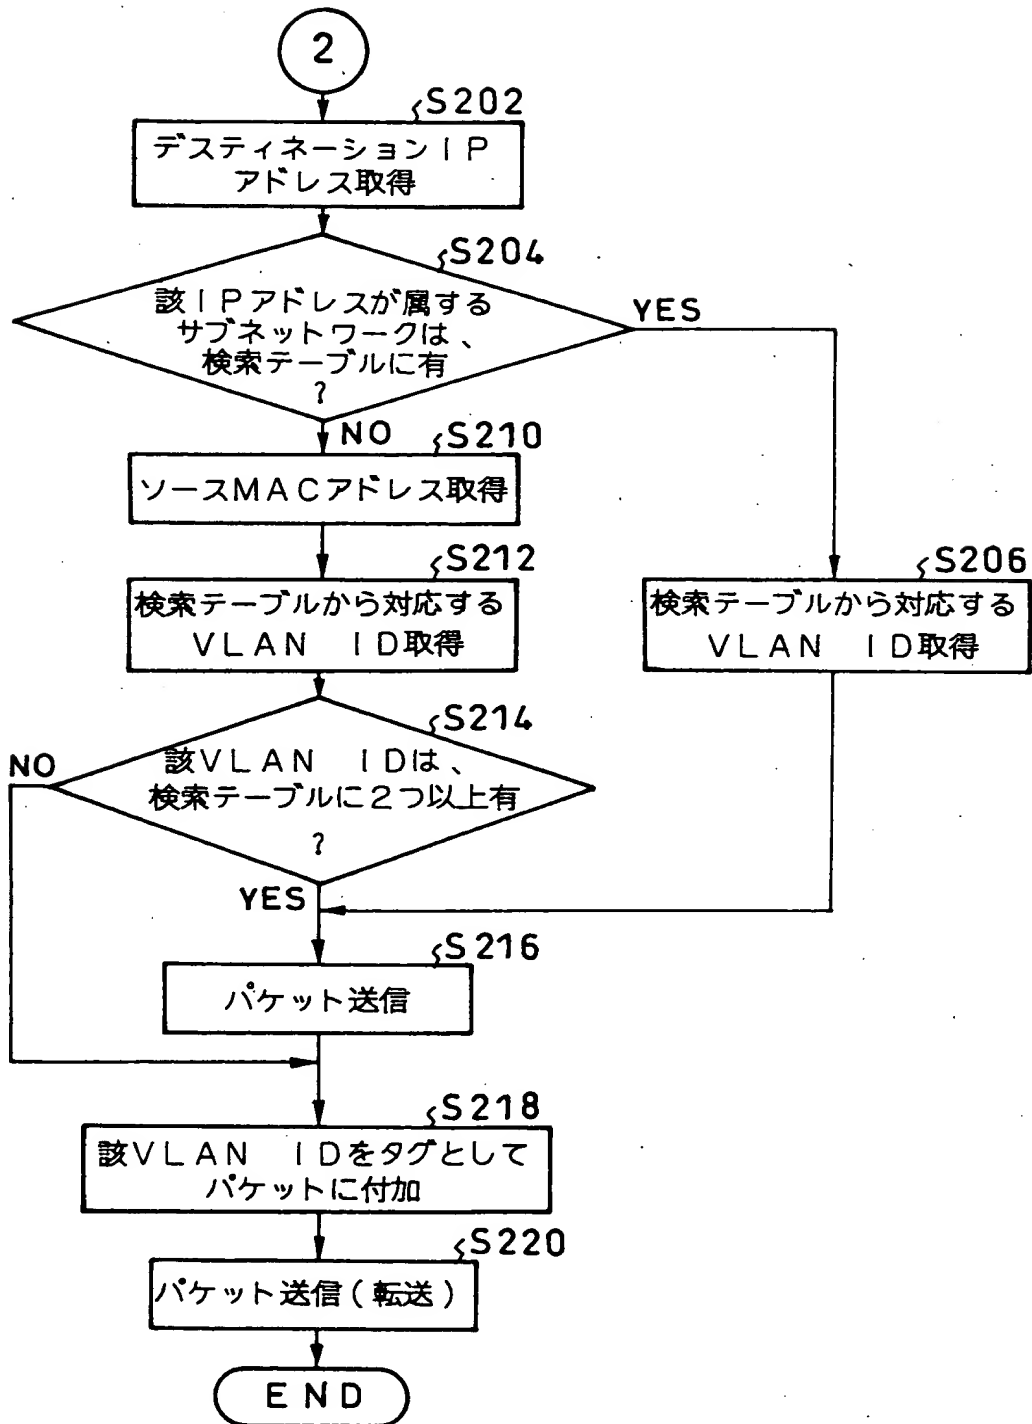 2
S202
デスティネーションIP
アドレス取得
S204
該IPアドレスが属する
サブネットワークは、
検索テーブルに有
?
YES
NO
S210
ソースMACアドレス取得
S212
検索テーブルから対応する
VLAN ID取得
S206
検索テーブルから対応する
VLAN ID取得
S214
該VLAN IDは、
検索テーブルに2つ以上有
?
NO
YES
S216
パケット送信
S218
該VLAN IDをタグとして
パケットに付加
S220
パケット送信(転送)
END